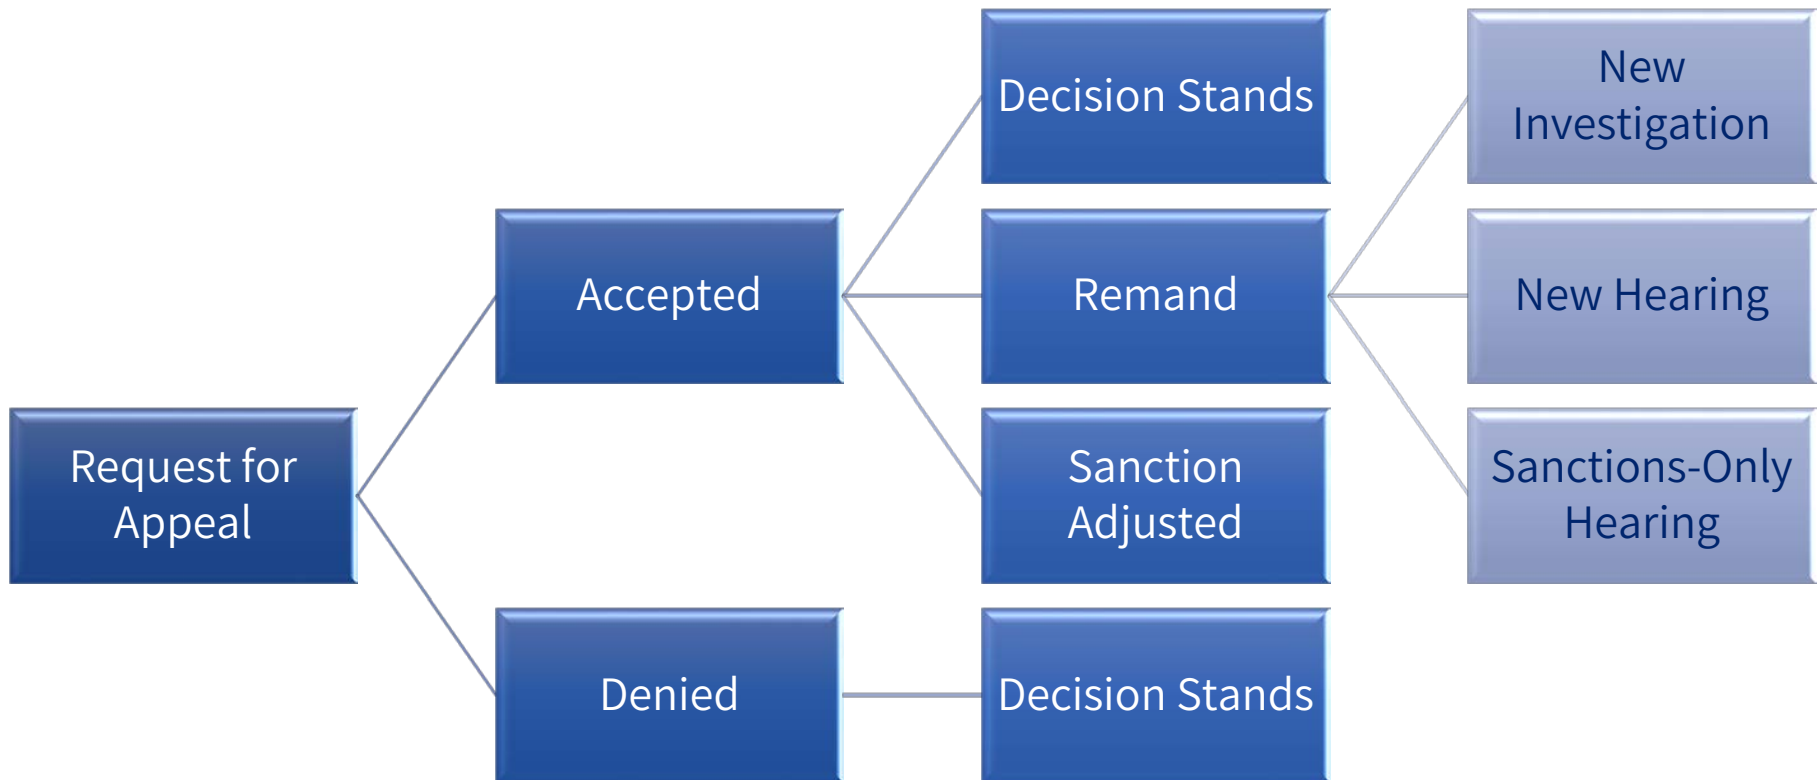 Request for
Appeal
Accepted
Decision Stands
Remand
New
Investigation
New Hearing
Sanctions-Only
Hearing
Sanction
Adjusted
Denied
Decision Stands